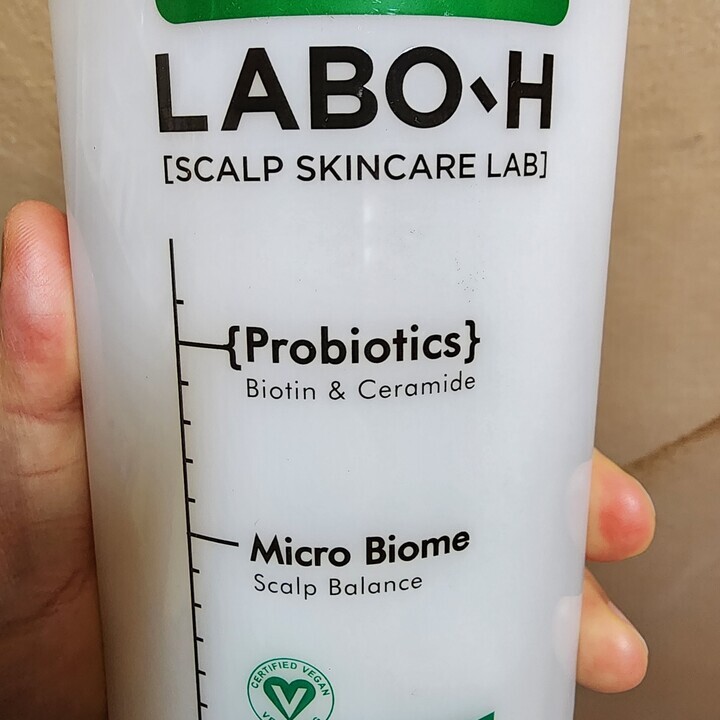 LABO-H
[SCALP SKINCARE LAB]
{Probiotics}
Biotin & Ceramide
Micro Biome
Scalp Balance
CERTIFIED VEGAN